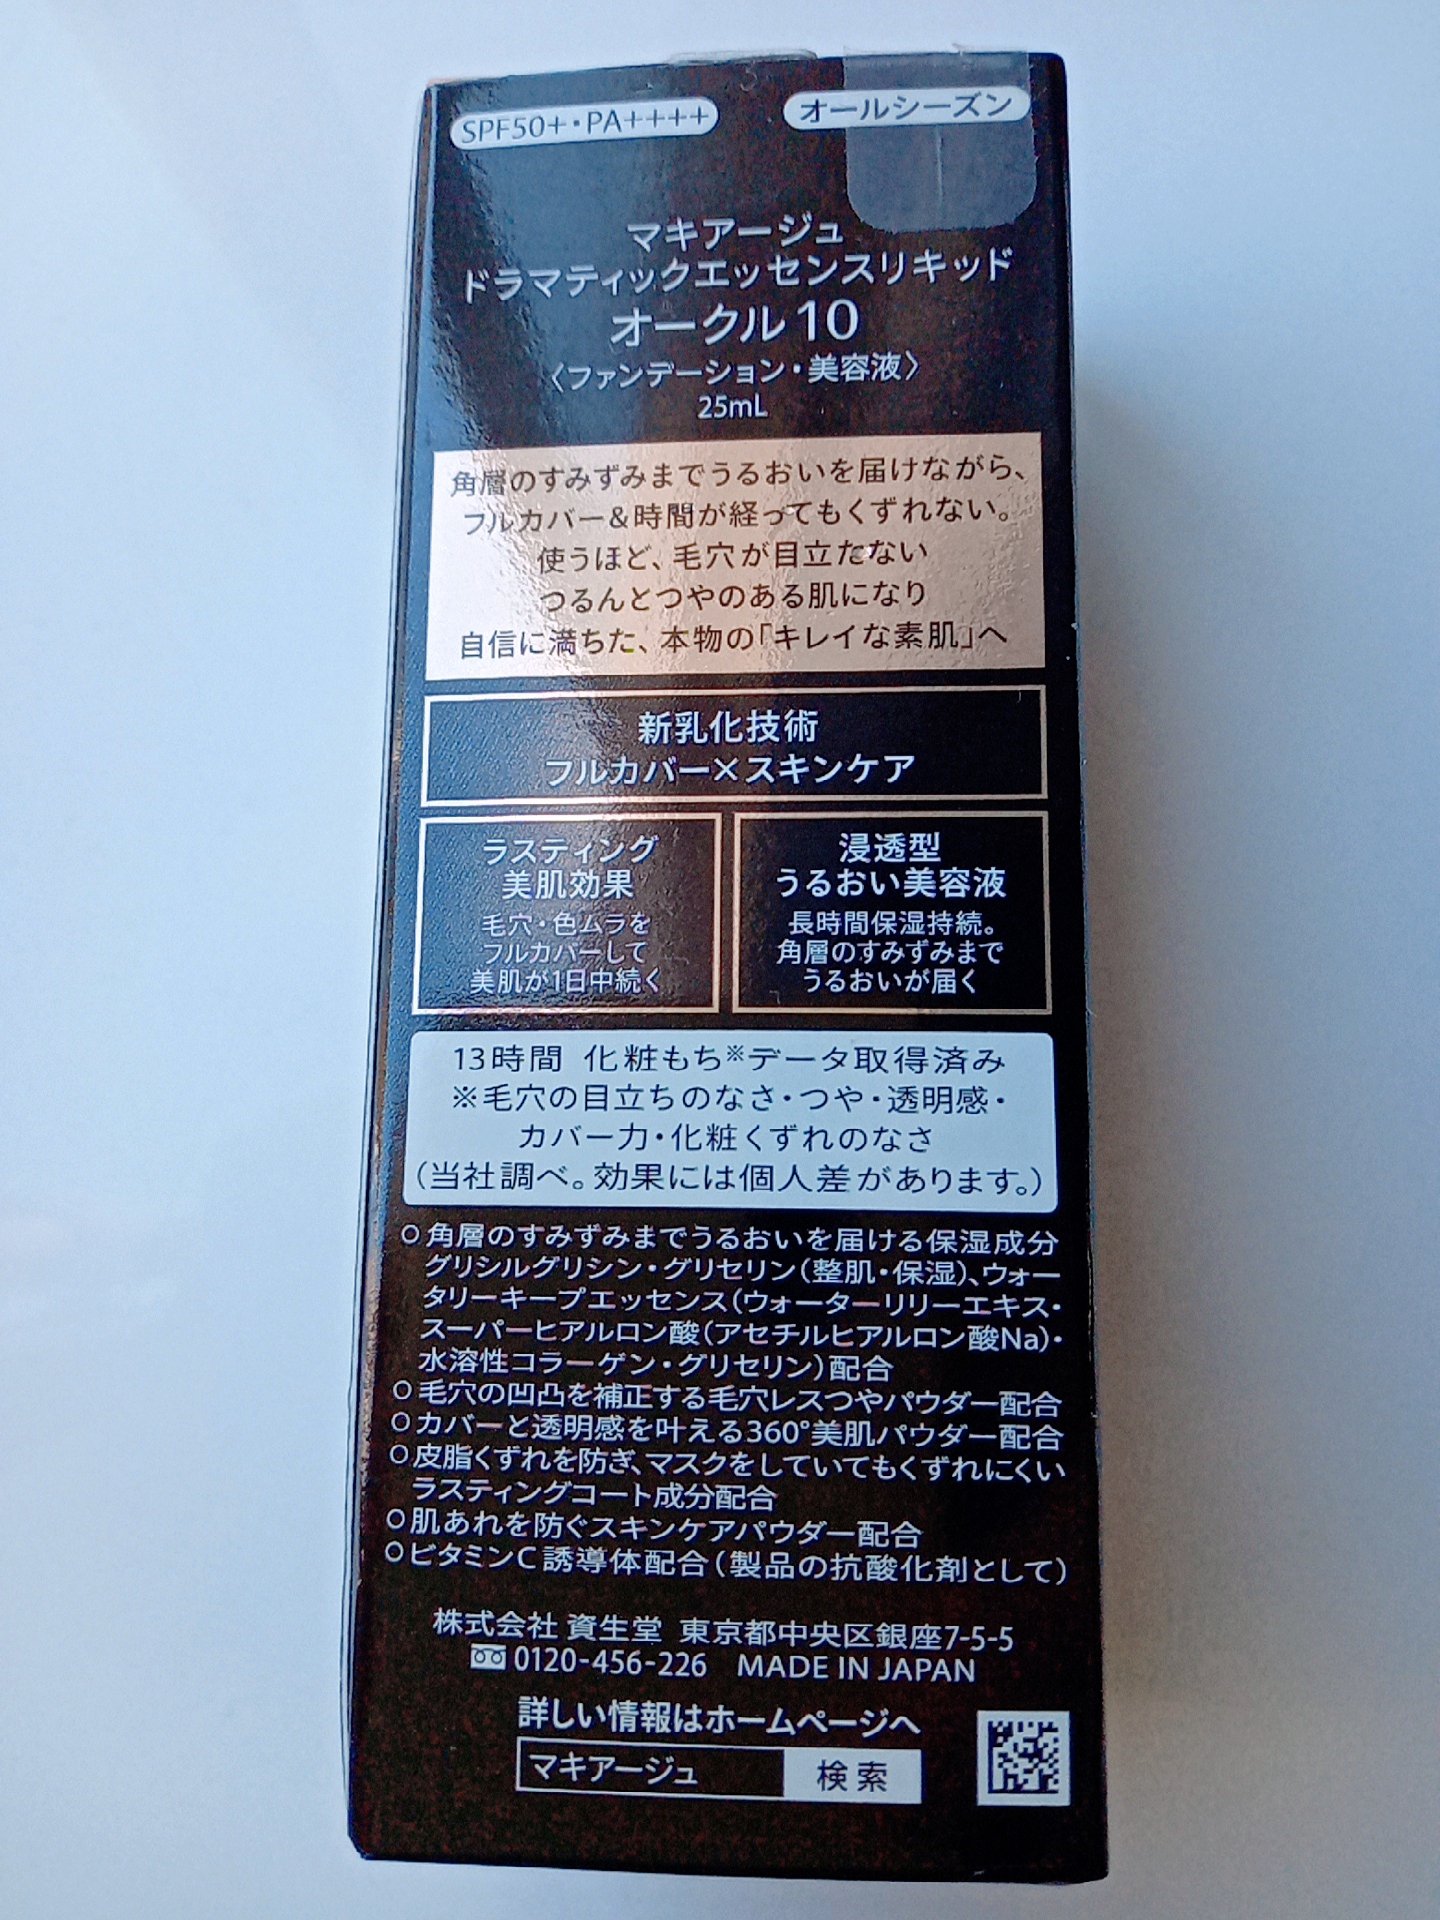 SPF50+・PA++++
オールシーズン
マキアージュ
ドラマティックエッセンスリキッド
オークル10
〈ファンデーション・美容液〉
25mL
角層のすみずみまでうるおいを届けながら、
フルカバー&時間が経ってもくずれない。
使うほど、毛穴が目立たない
つるんとつやのある肌になり
自信に満ちた、本物の「キレイな素肌」へ
新乳化技術
フルカバー×スキンケア
ラスティング
美肌効果
毛穴・色ムラを
フルカバーして
美肌が1日中続く
浸透型
うるおい美容液
長時間保湿持続。
角層のすみずみまで
うるおいが届く
13時間 化粧もち※データ取得済み
※毛穴の目立ちのなさ・つや・透明感・
カバー力・化粧くずれのなさ
(当社調べ。効果には個人差があります。)
○角層のすみずみまでうるおいを届ける保湿成分
グリシルグリシン・グリセリン(整肌・保湿)、ウォー
タリーキープエッセンス(ウォーターリリーエキス・
スーパーヒアルロン酸(アセチルヒアルロン酸Na)・
水溶性コラーゲン・グリセリン)配合
○毛穴の凹凸を補正する毛穴レスつやパウダー配合
○カバーと透明感を叶える360°美肌パウダー配合
○皮脂くずれを防ぎ、マスクをしていてもくずれにくい
ラスティングコート成分配合
○肌あれを防ぐスキンケアパウダー配合
○ビタミンC誘導体配合(製品の抗酸化剤として)
株式会社 資生堂 東京都中央区銀座7-5-5
0120-456-226 MADE IN JAPAN
詳しい情報はホームページへ
マキアージュ 検索